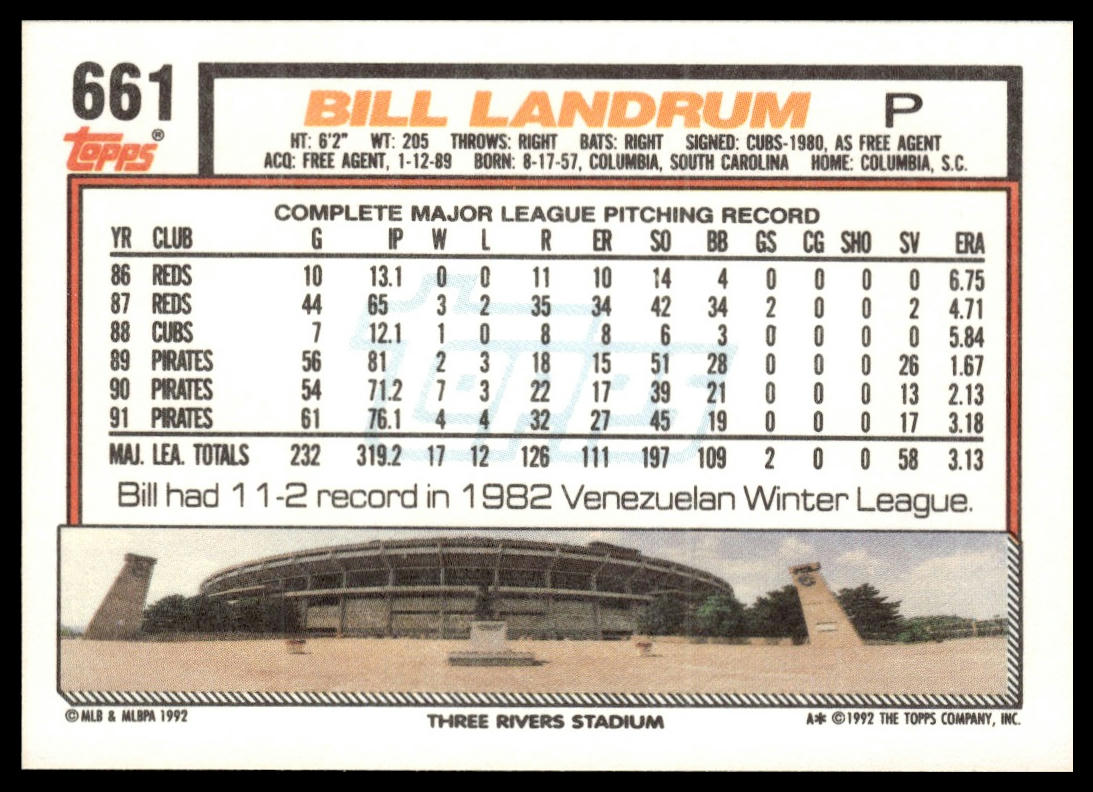 661
Topps®
BILL LANDRUM P
HT: 6'2" WT: 205 THROWS: RIGHT BATS: RIGHT SIGNED: CUBS-1980, AS FREE AGENT
ACQ: FREE AGENT, 1-12-89 BORN: 8-17-57, COLUMBIA, SOUTH CAROLINA HOME: COLUMBIA, S.C.
COMPLETE MAJOR LEAGUE PITCHING RECORD
YR CLUB G IP W L R ER SO BB GS CG SHO SV ERA
86 REDS 10 13.1 0 0 11 10 14 4 0 0 0 0 6.75
87 REDS 44 65 3 2 35 34 42 34 2 0 0 2 4.71
88 CUBS 7 12.1 1 0 8 8 6 3 0 0 0 0 5.84
89 PIRATES 56 81 2 3 18 15 51 28 0 0 0 26 1.67
90 PIRATES 54 71.2 7 3 22 17 39 21 0 0 0 13 2.13
91 PIRATES 61 76.1 4 4 32 27 45 19 0 0 0 17 3.18
MAJ. LEA. TOTALS 232 319.2 17 12 126 111 197 109 2 0 0 58 3.13
Topps
Bill had 11-2 record in 1982 Venezuelan Winter League.
© MLB & MLBPA 1992
THREE RIVERS STADIUM
A* © 1992 THE TOPPS COMPANY, INC.